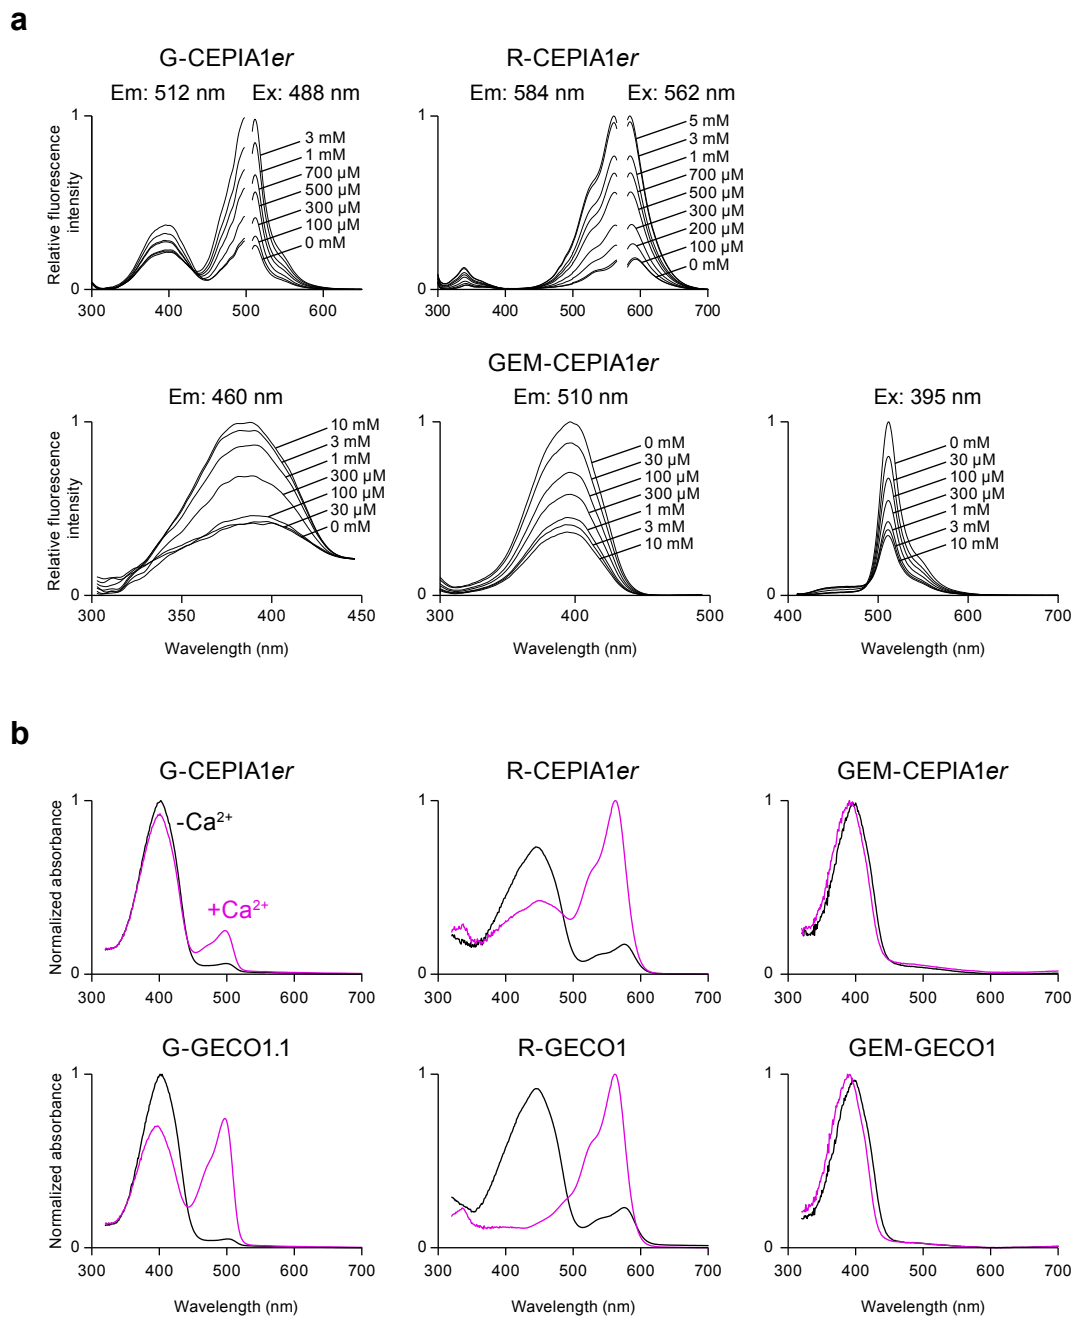 a
G-CEPIA1er
Em: 512 nm Ex: 488 nm
Relative fluorescence
intensity
1
0
3 mM
1 mM
700 µM
500 µM
300 µM
100 µM
0 mM
300 400 500 600
R-CEPIA1er
Em: 584 nm Ex: 562 nm
1
0
5 mM
3 mM
1 mM
700 µM
500 µM
300 µM
200 µM
100 µM
0 mM
300 400 500 600 700
GEM-CEPIA1er
Em: 460 nm
Relative fluorescence
intensity
1
0
10 mM
3 mM
1 mM
300 µM
100 µM
30 µM
0 mM
300 350 400 450
Wavelength (nm)
Em: 510 nm
1
0
0 mM
30 µM
100 µM
300 µM
1 mM
3 mM
10 mM
300 400 500
Wavelength (nm)
Ex: 395 nm
1
0
0 mM
30 µM
100 µM
300 µM
1 mM
3 mM
10 mM
400 500 600 700
Wavelength (nm)
b
G-CEPIA1er
Normalized absorbance
1
0
-Ca2+
+Ca2+
300 400 500 600 700
R-CEPIA1er
1
0
300 400 500 600 700
GEM-CEPIA1er
1
0
300 400 500 600 700
G-GECO1.1
Normalized absorbance
1
0
300 400 500 600 700
Wavelength (nm)
R-GECO1
1
0
300 400 500 600 700
Wavelength (nm)
GEM-GECO1
1
0
300 400 500 600 700
Wavelength (nm)